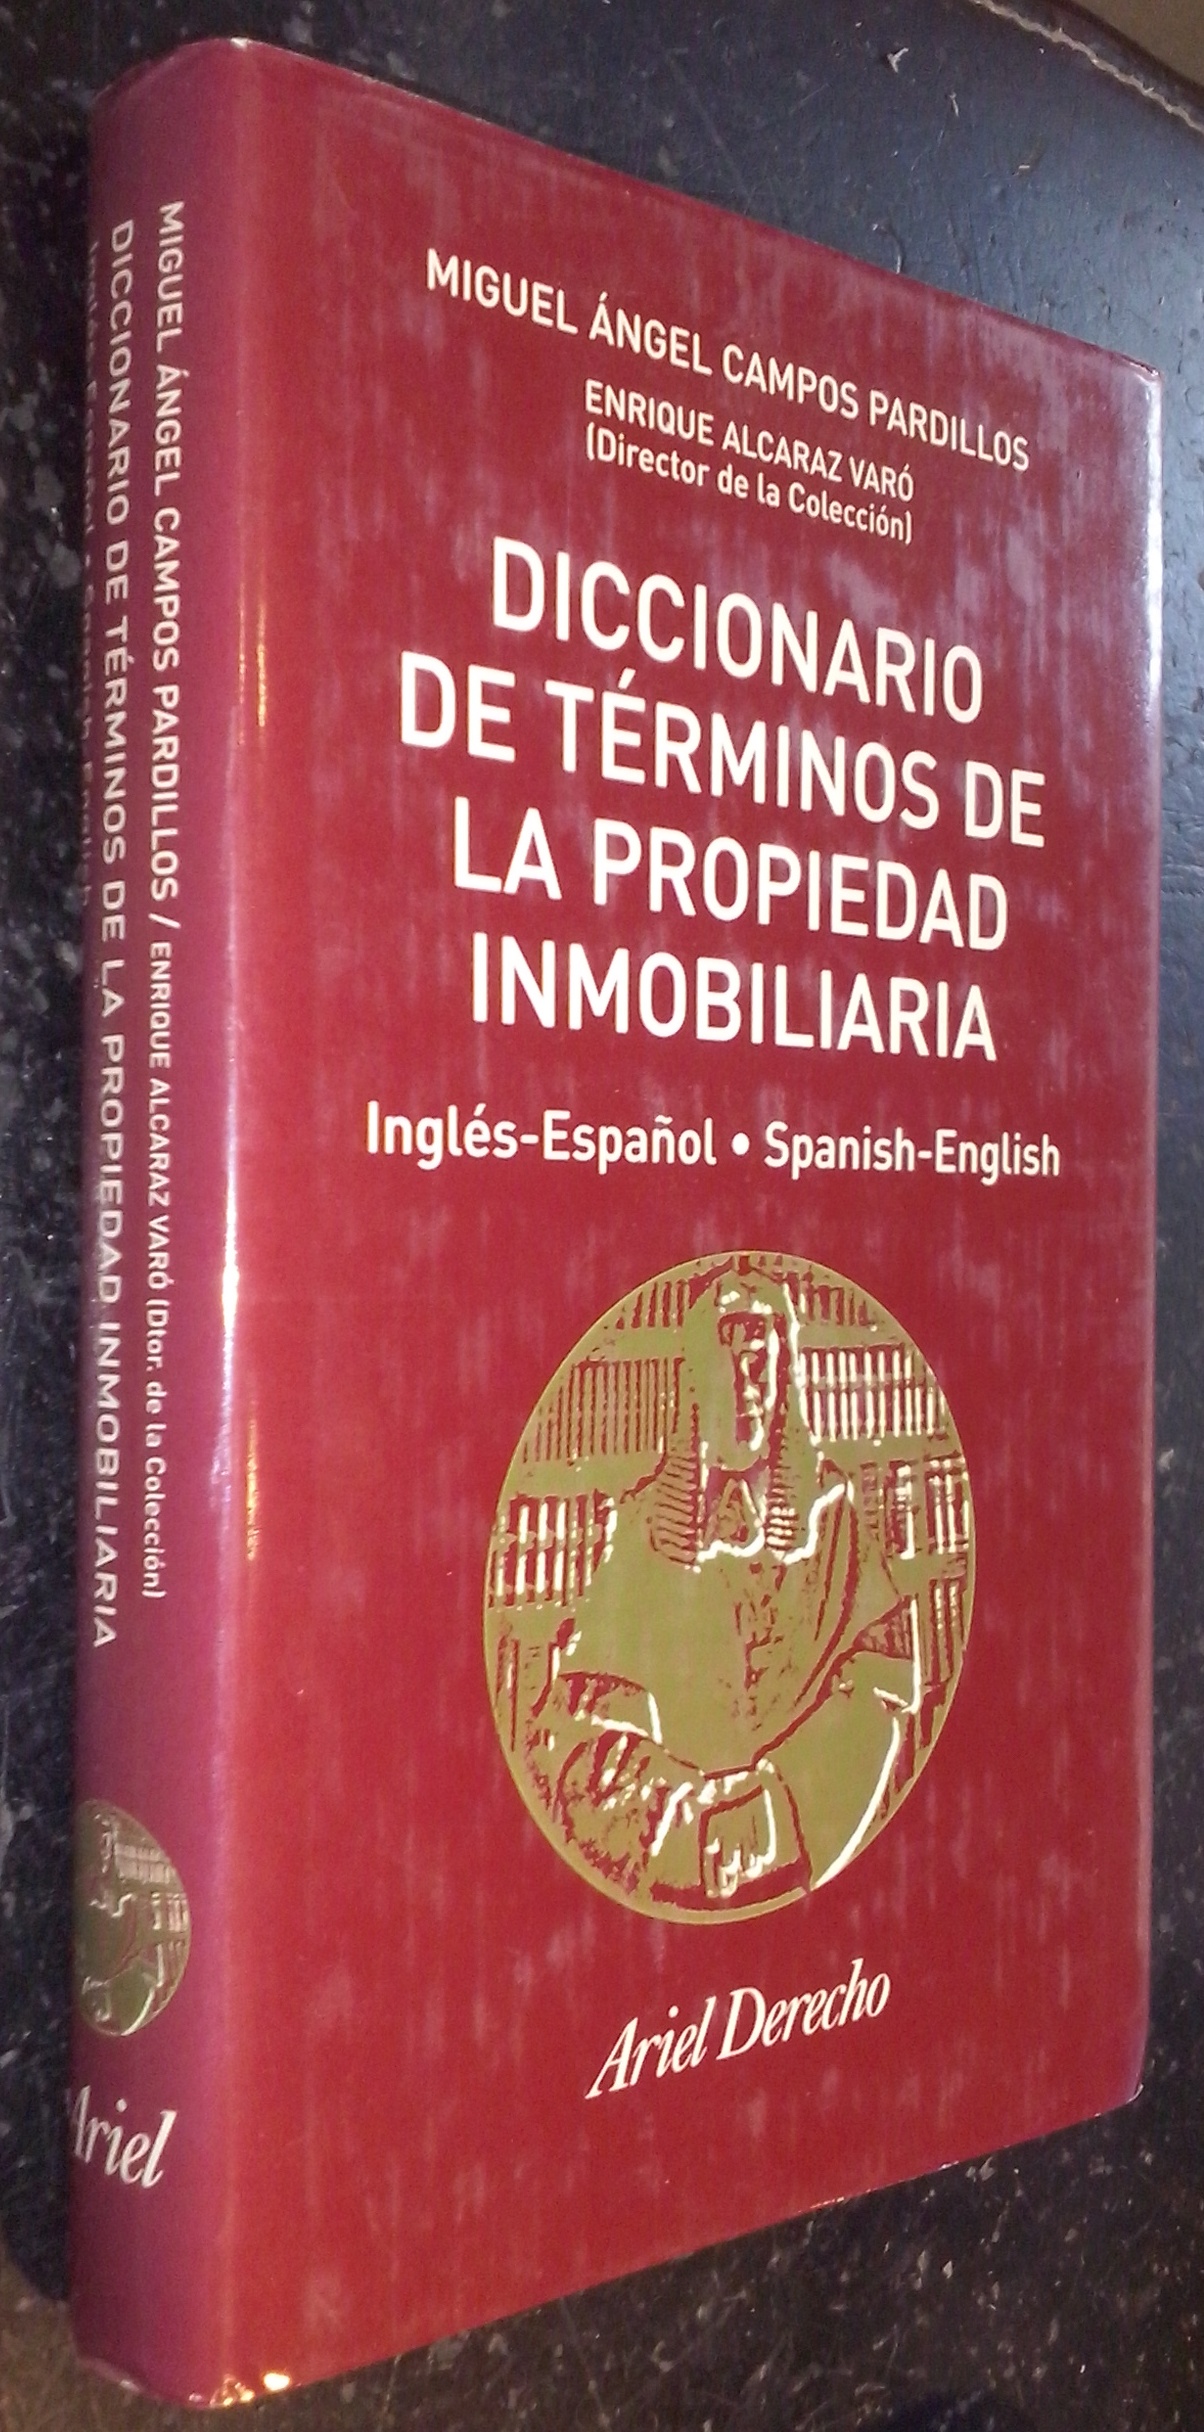 MIGUEL ÁNGEL CAMPOS PARDILLOS
ENRIQUE ALCARAZ VARÓ
(Director de la Colección)
DICCIONARIO
DE TÉRMINOS DE
LA PROPIEDAD
INMOBILIARIA
Inglés-Español • Spanish-English
Ariel Derecho
MIGUEL ÁNGEL CAMPOS PARDILLOS / ENRIQUE ALCARAZ VARÓ (Dtor. de la Colección)
DICCIONARIO DE TÉRMINOS DE LA PROPIEDAD INMOBILIARIA
Ariel